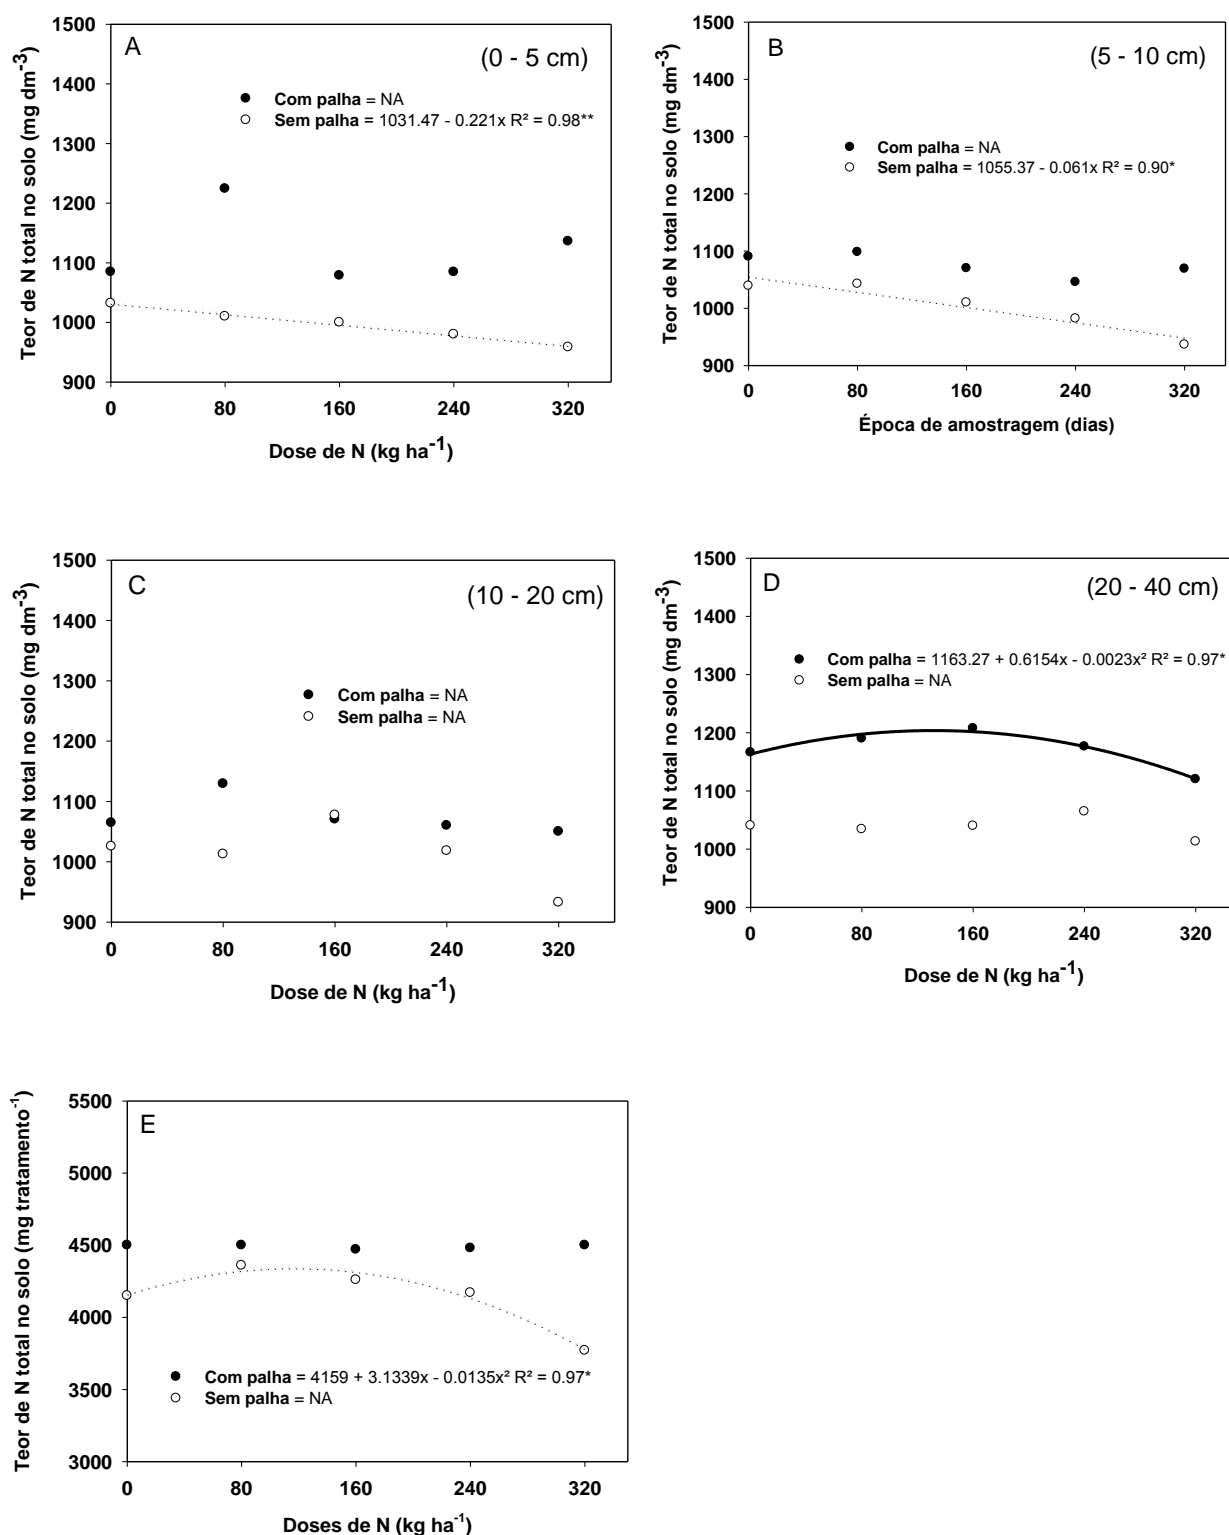 A
(0 - 5 cm)
Teor de N total no solo (mg dm-3)
1500
1400
1300
1200
1100
1000
900
Com palha = NA
Sem palha = 1031.47 - 0.221x R² = 0.98**
0 80 160 240 320
Dose de N (kg ha-1)
B
(5 - 10 cm)
Teor de N total no solo (mg dm-3)
1500
1400
1300
1200
1100
1000
900
Com palha = NA
Sem palha = 1055.37 - 0.061x R² = 0.90*
0 80 160 240 320
Época de amostragem (dias)
C
(10 - 20 cm)
Teor de N total no solo (mg dm-3)
1500
1400
1300
1200
1100
1000
900
Com palha = NA
Sem palha = NA
0 80 160 240 320
Dose de N (kg ha-1)
D
(20 - 40 cm)
Teor de N total no solo (mg dm-3)
1500
1400
1300
1200
1100
1000
900
Com palha = 1163.27 + 0.6154x - 0.0023x² R² = 0.97*
Sem palha = NA
0 80 160 240 320
Dose de N (kg ha-1)
E
Teor de N total no solo (mg tratamento-1)
5500
5000
4500
4000
3500
3000
Com palha = 4159 + 3.1339x - 0.0135x² R² = 0.97*
Sem palha = NA
0 80 160 240 320
Doses de N (kg ha-1)